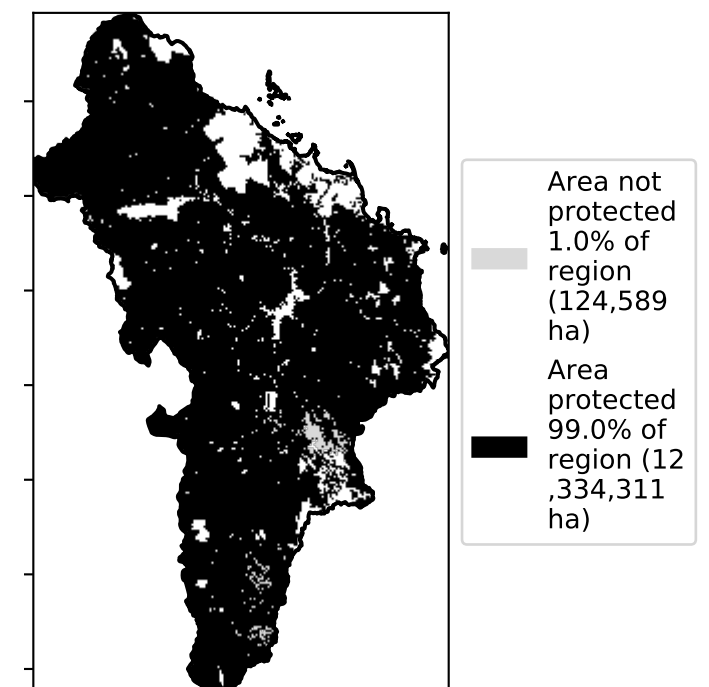 Area not
protected
1.0% of
region
(124,589
ha)
Area
protected
99.0% of
region (12
,334,311
ha)